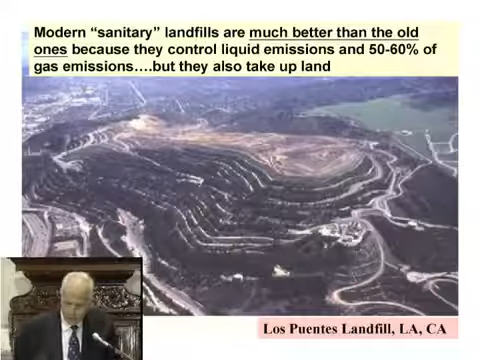 Modern “sanitary” landfills are much better than the old
ones because they control liquid emissions and 50-60% of
gas emissions….but they also take up land
Los Puentes Landfill, LA, CA